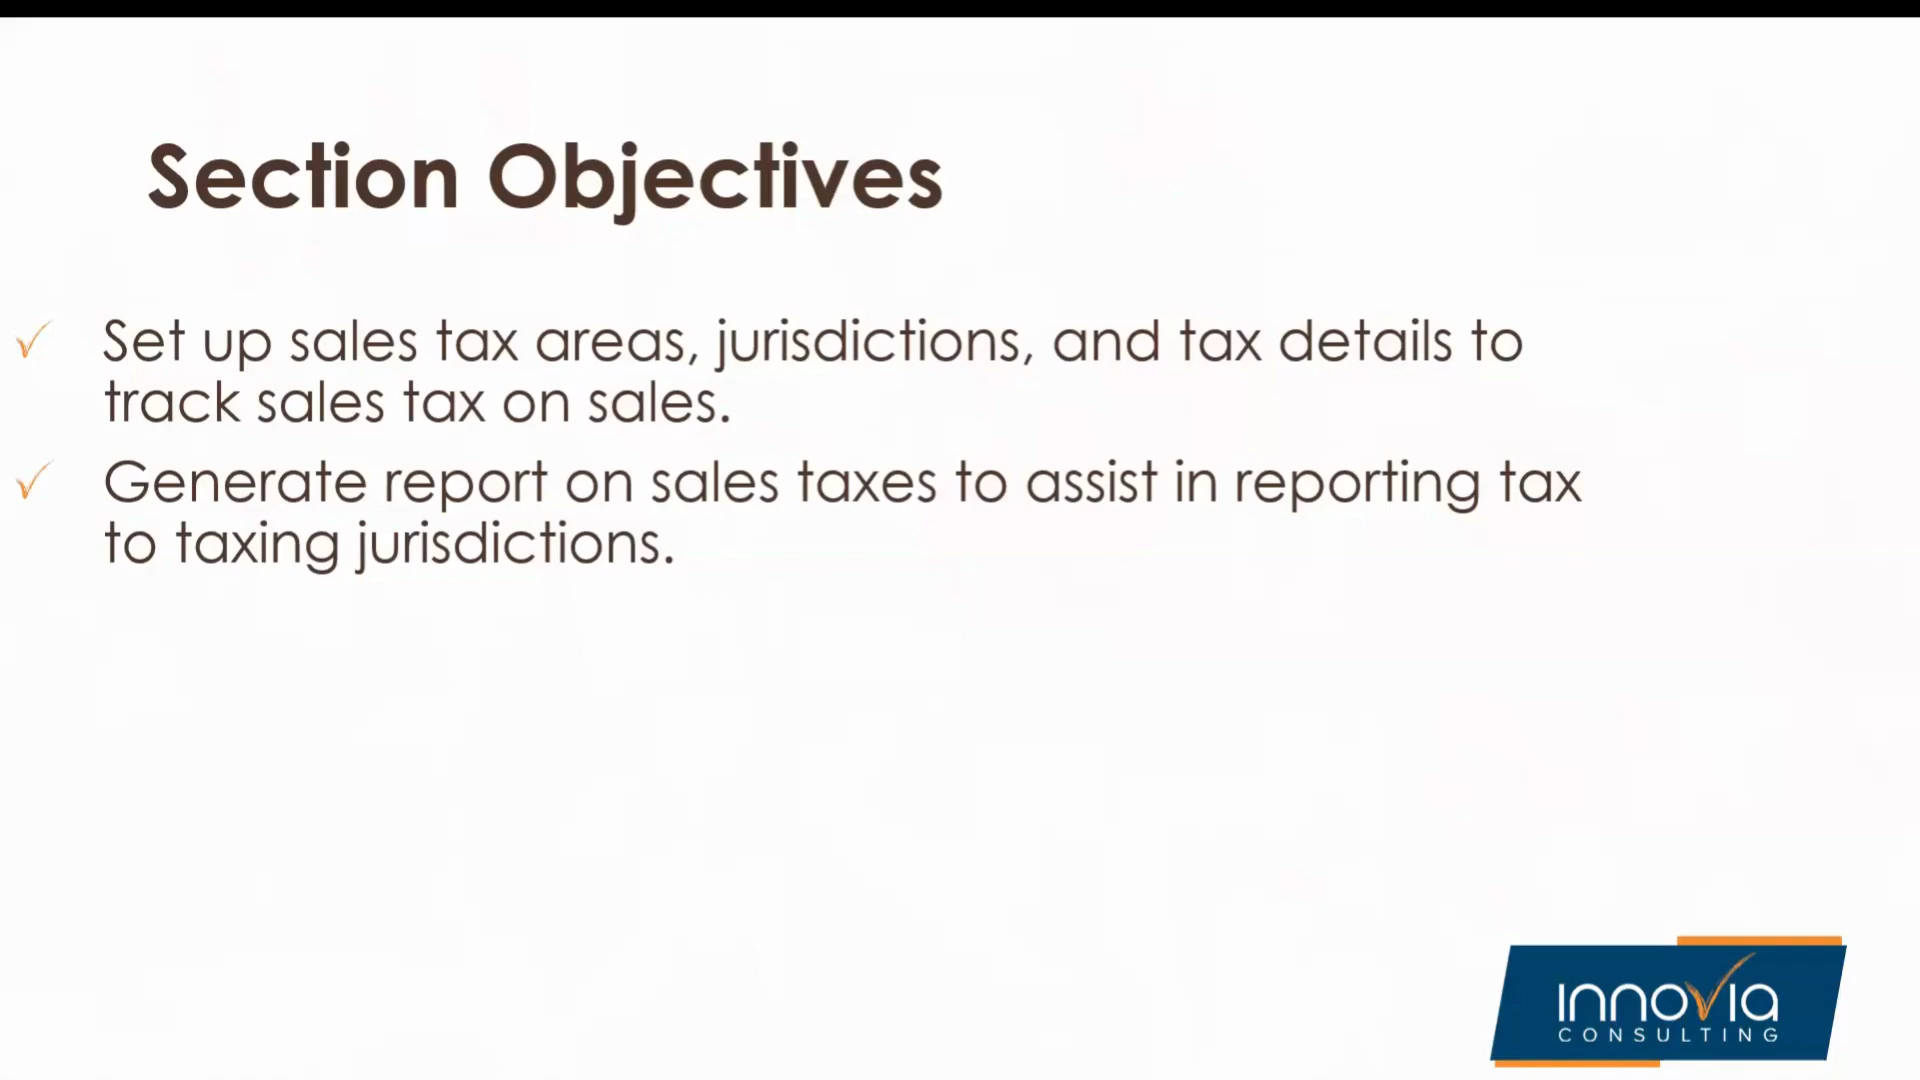 Section Objectives
Set up sales tax areas, jurisdictions, and tax details to
track sales tax on sales.
Generate report on sales taxes to assist in reporting tax
to taxing jurisdictions.
innovia
CONSULTING